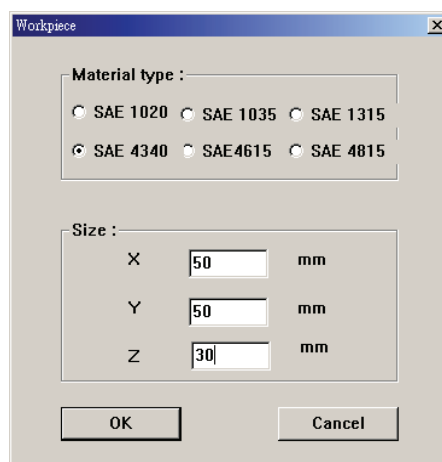 Workpiece
Material type :
SAE 1020 SAE 1035 SAE 1315
SAE 4340 SAE4615 SAE 4815
Size :
X 50 mm
Y 50 mm
Z 30 mm
OK Cancel